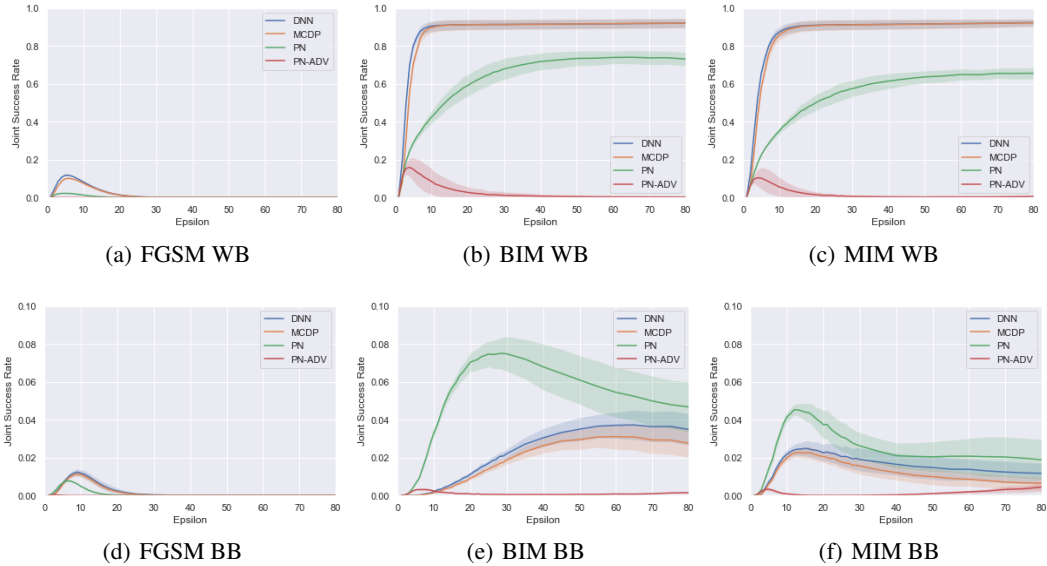 1.0
0.8
0.6
0.4
0.2
0.0
Joint Success Rate
0 10 20 30 40 50 60 70 80
Epsilon
DNN
MCDP
PN
PN-ADV
(a) FGSM WB
1.0
0.8
0.6
0.4
0.2
0.0
Joint Success Rate
0 10 20 30 40 50 60 70 80
Epsilon
DNN
MCDP
PN
PN-ADV
(b) BIM WB
1.0
0.8
0.6
0.4
0.2
0.0
Joint Success Rate
0 10 20 30 40 50 60 70 80
Epsilon
DNN
MCDP
PN
PN-ADV
(c) MIM WB
0.10
0.08
0.06
0.04
0.02
0.00
Joint Success Rate
0 10 20 30 40 50 60 70 80
Epsilon
DNN
MCDP
PN
PN-ADV
(d) FGSM BB
0.10
0.08
0.06
0.04
0.02
0.00
Joint Success Rate
0 10 20 30 40 50 60 70 80
Epsilon
DNN
MCDP
PN
PN-ADV
(e) BIM BB
0.10
0.08
0.06
0.04
0.02
0.00
Joint Success Rate
0 10 20 30 40 50 60 70 80
Epsilon
DNN
MCDP
PN
PN-ADV
(f) MIM BB